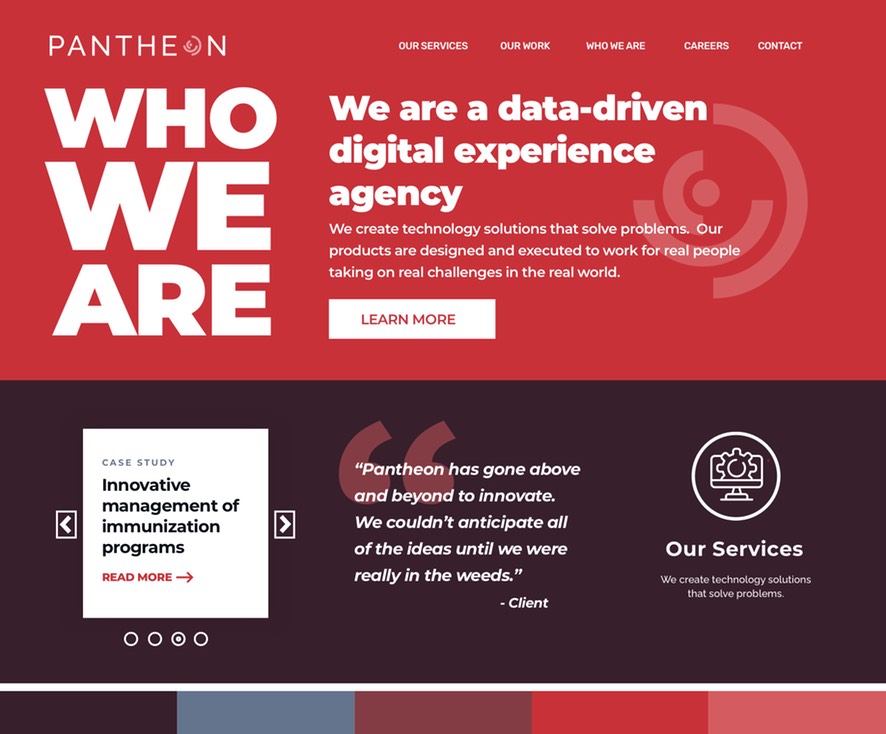 PANTHEON
OUR SERVICES
OUR WORK
WHO WE ARE
CAREERS
CONTACT
WHO
WE
ARE
We are a data-driven
digital experience
agency
We create technology solutions that solve problems.  Our
products are designed and executed to work for real people
taking on real challenges in the real world.
LEARN MORE
CASE STUDY
Innovative
management of
immunization
programs
READ MORE
“Pantheon has gone above
and beyond to innovate.
We couldn’t anticipate all
of the ideas until we were
really in the weeds.”
- Client
Our Services
We create technology solutions
that solve problems.